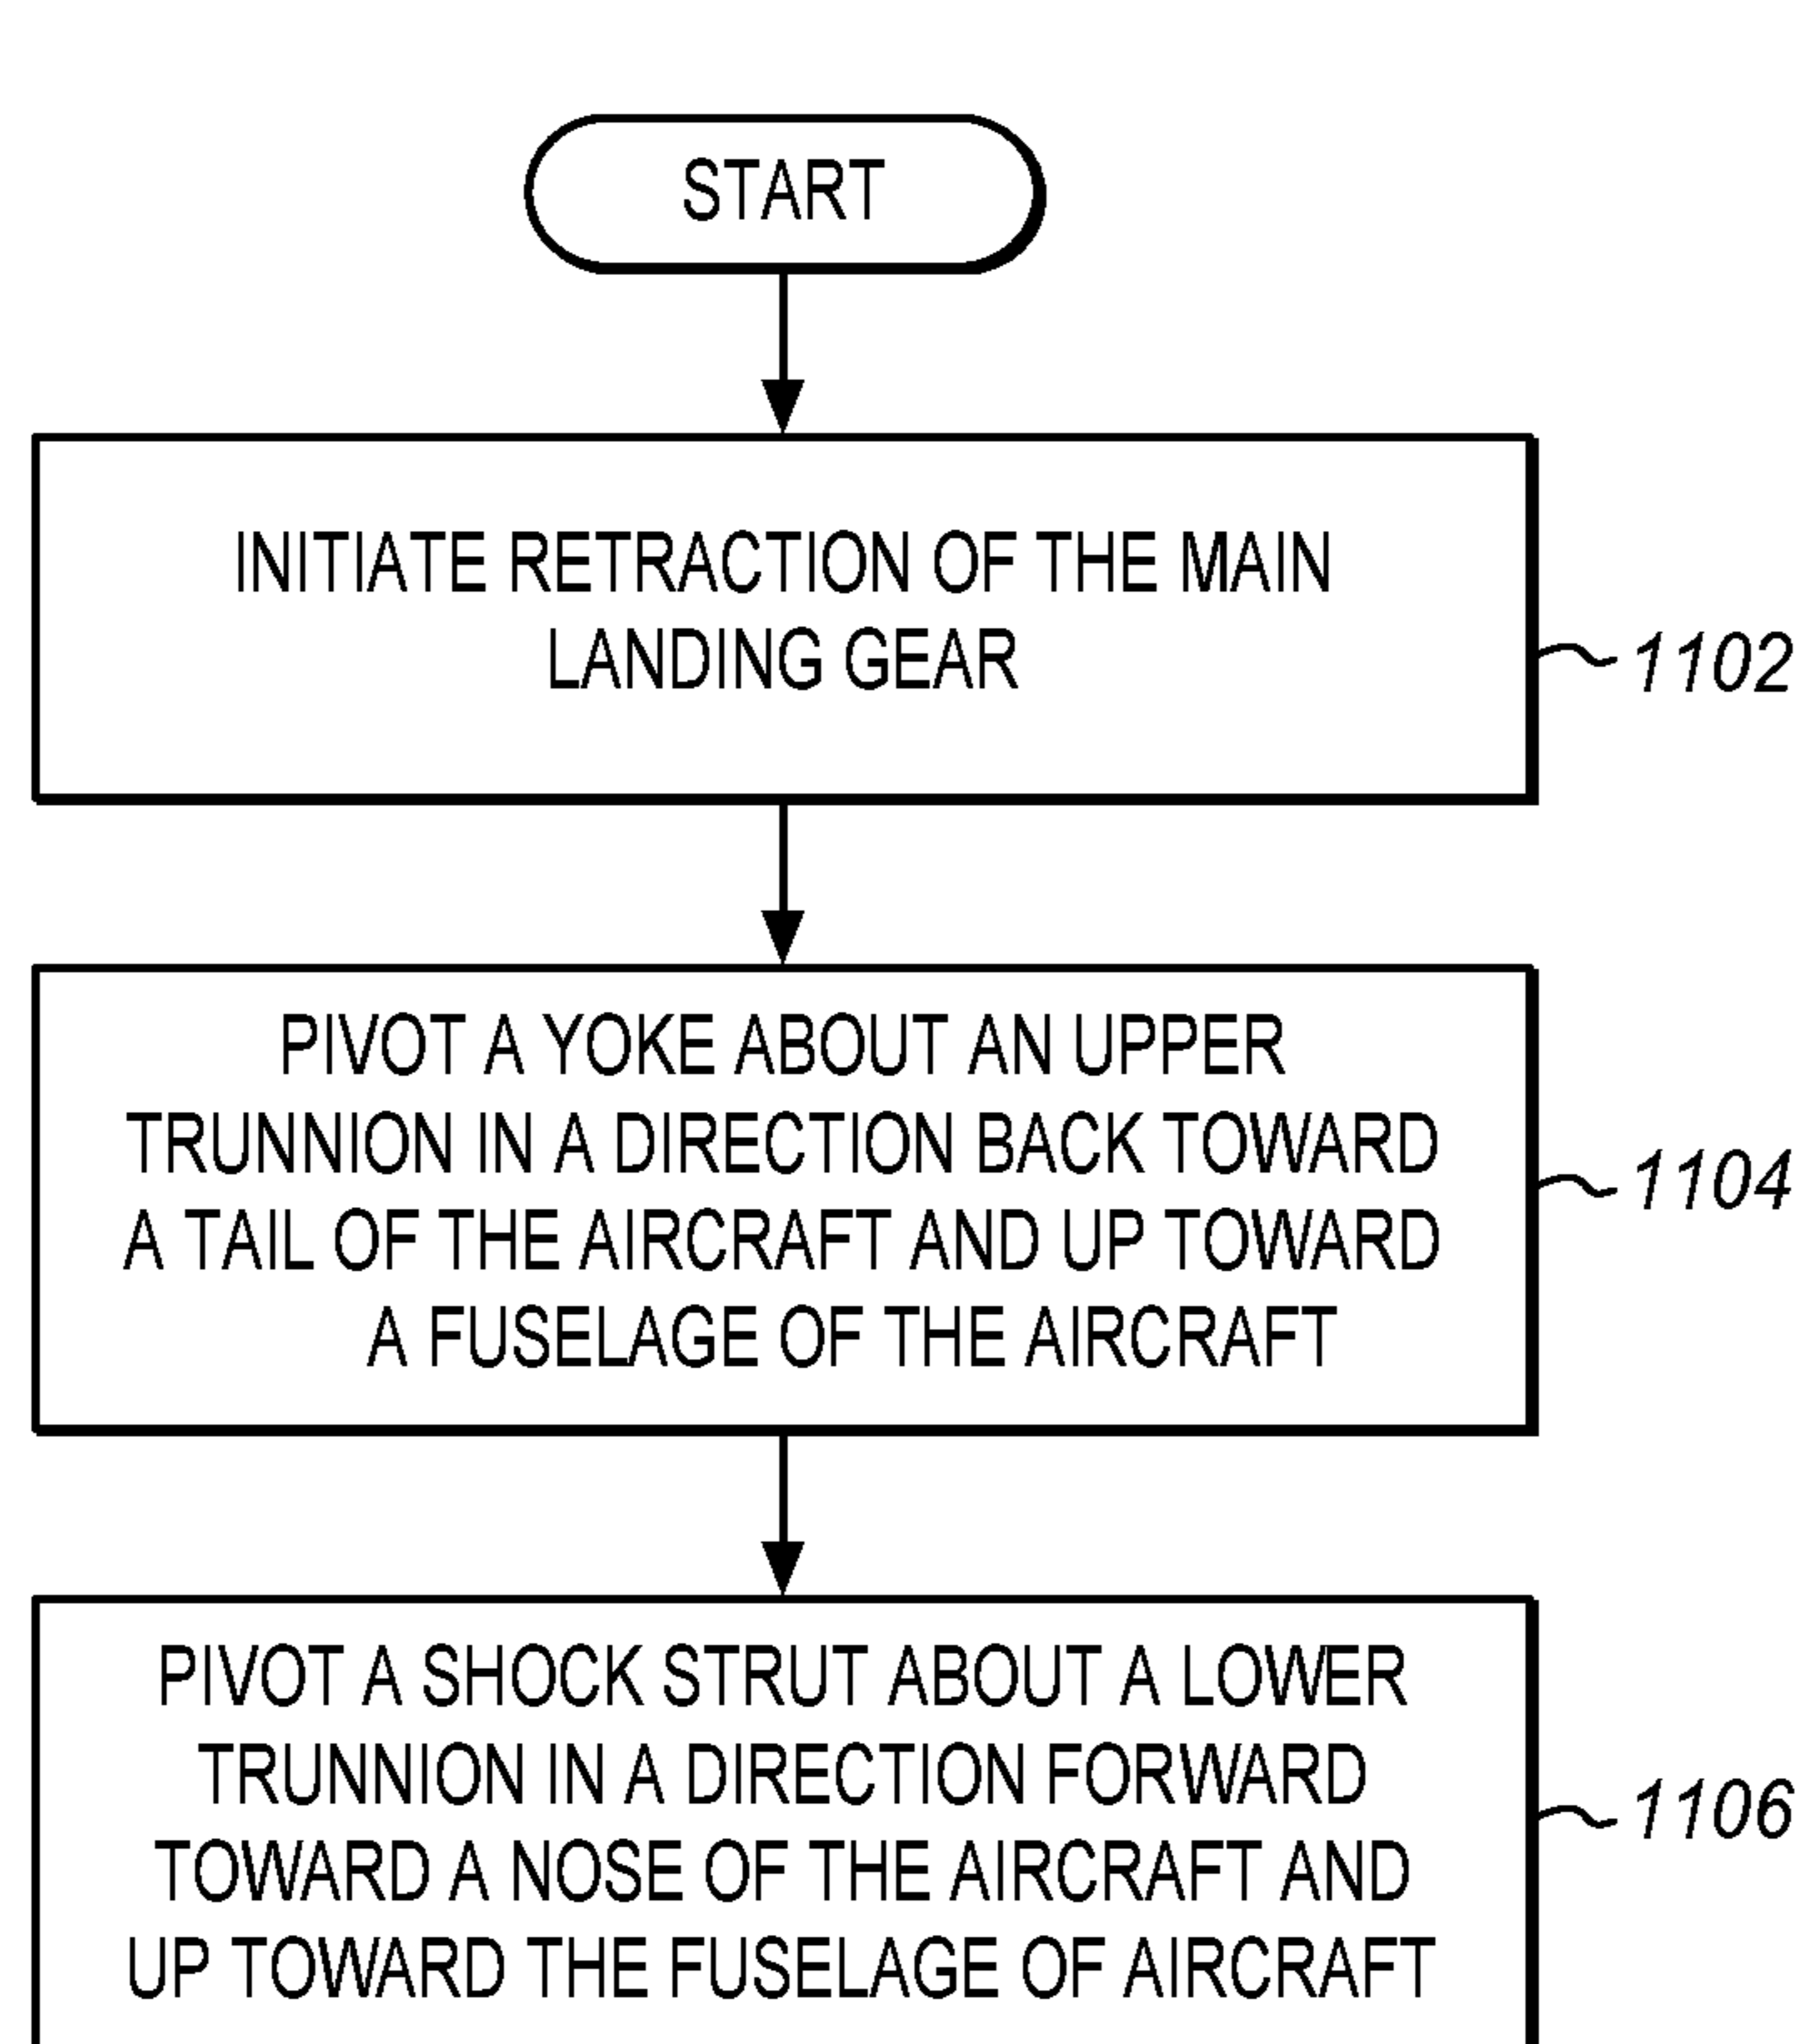 START
INITIATE RETRACTION OF THE MAIN
LANDING GEAR
1102
PIVOT A YOKE ABOUT AN UPPER
TRUNNION IN A DIRECTION BACK TOWARD
A TAIL OF THE AIRCRAFT AND UP TOWARD
A FUSELAGE OF THE AIRCRAFT
1104
PIVOT A SHOCK STRUT ABOUT A LOWER
TRUNNION IN A DIRECTION FORWARD
TOWARD A NOSE OF THE AIRCRAFT AND
UP TOWARD THE FUSELAGE OF AIRCRAFT
1106